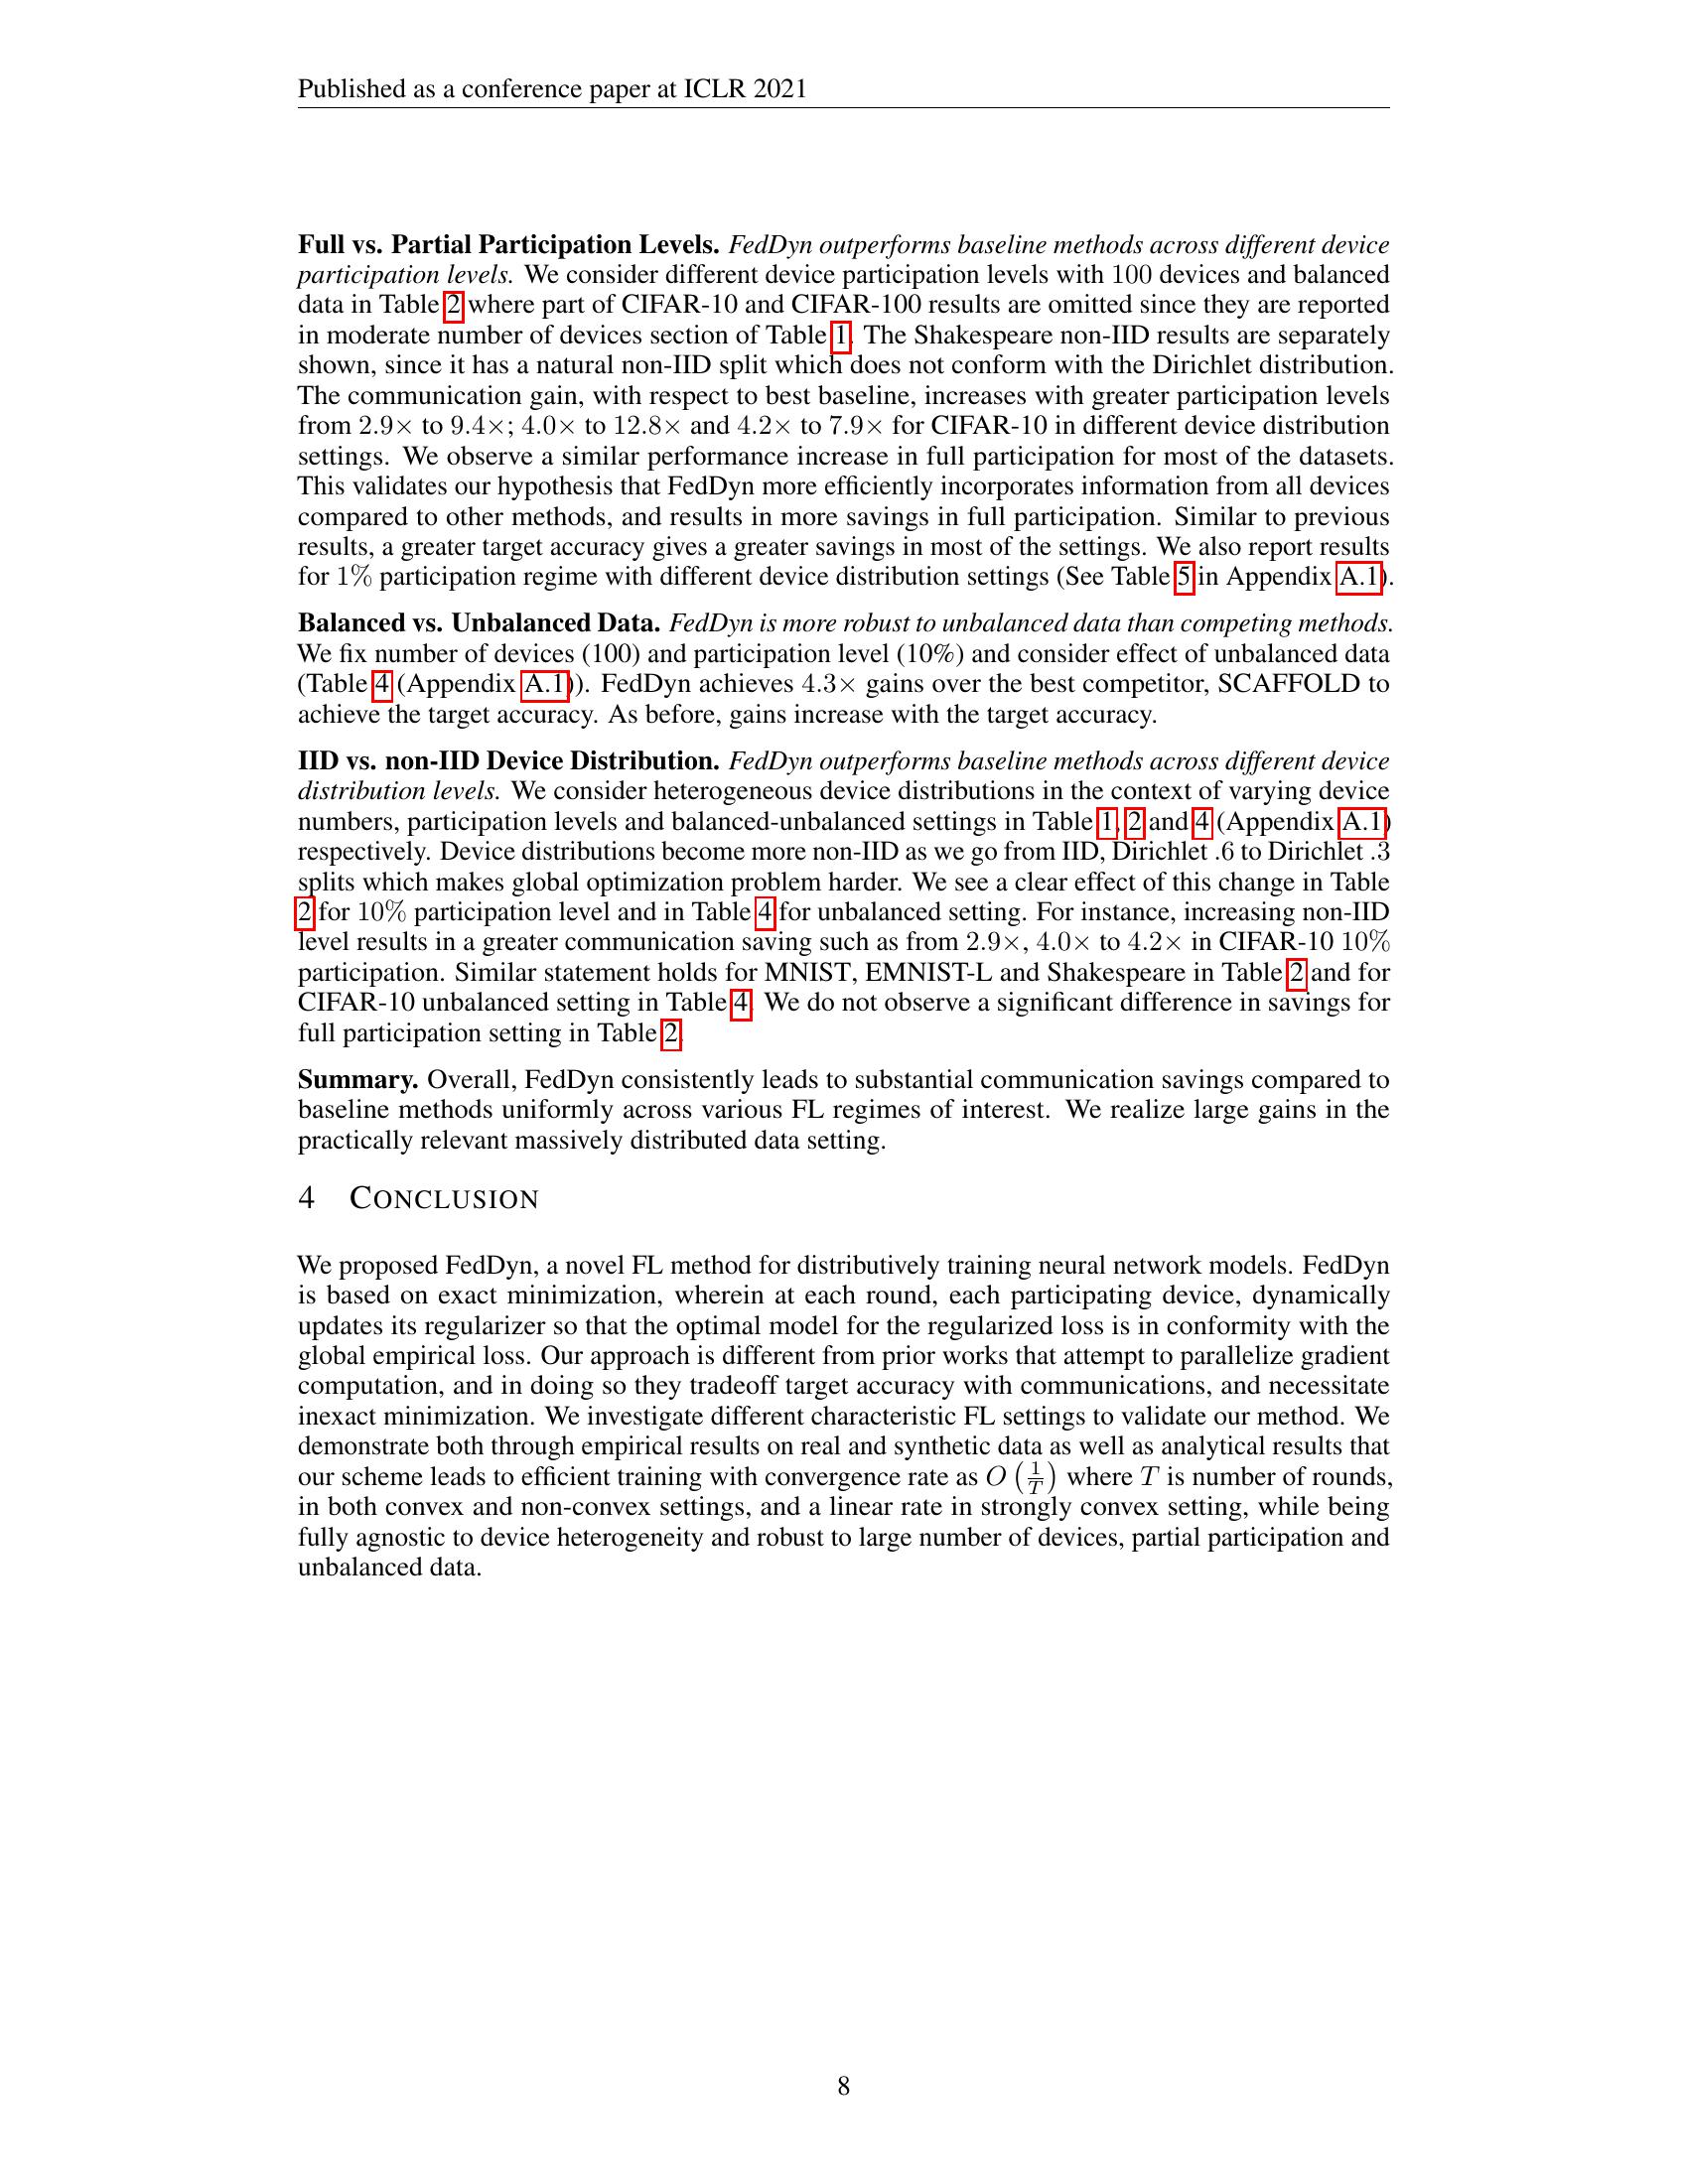 Published as a conference paper at ICLR 2021
Full vs. Partial Participation Levels. FedDyn outperforms baseline methods across different device
participation levels. We consider different device participation levels with 100 devices and balanced
data in Table 2 where part of CIFAR-10 and CIFAR-100 results are omitted since they are reported
in moderate number of devices section of Table 1. The Shakespeare non-IID results are separately
shown, since it has a natural non-IID split which does not conform with the Dirichlet distribution.
The communication gain, with respect to best baseline, increases with greater participation levels
from 2.9× to 9.4×; 4.0× to 12.8× and 4.2× to 7.9× for CIFAR-10 in different device distribution
settings. We observe a similar performance increase in full participation for most of the datasets.
This validates our hypothesis that FedDyn more efficiently incorporates information from all devices
compared to other methods, and results in more savings in full participation. Similar to previous
results, a greater target accuracy gives a greater savings in most of the settings. We also report results
for 1% participation regime with different device distribution settings (See Table 5 in Appendix A.1).
Balanced vs. Unbalanced Data. FedDyn is more robust to unbalanced data than competing methods.
We fix number of devices (100) and participation level (10%) and consider effect of unbalanced data
(Table 4 (Appendix A.1)). FedDyn achieves 4.3× gains over the best competitor, SCAFFOLD to
achieve the target accuracy. As before, gains increase with the target accuracy.
IID vs. non-IID Device Distribution. FedDyn outperforms baseline methods across different device
distribution levels. We consider heterogeneous device distributions in the context of varying device
numbers, participation levels and balanced-unbalanced settings in Table 1, 2 and 4 (Appendix A.1)
respectively. Device distributions become more non-IID as we go from IID, Dirichlet .6 to Dirichlet .3
splits which makes global optimization problem harder. We see a clear effect of this change in Table
2 for 10% participation level and in Table 4 for unbalanced setting. For instance, increasing non-IID
level results in a greater communication saving such as from 2.9×, 4.0× to 4.2× in CIFAR-10 10%
participation. Similar statement holds for MNIST, EMNIST-L and Shakespeare in Table 2 and for
CIFAR-10 unbalanced setting in Table 4. We do not observe a significant difference in savings for
full participation setting in Table 2.
Summary. Overall, FedDyn consistently leads to substantial communication savings compared to
baseline methods uniformly across various FL regimes of interest. We realize large gains in the
practically relevant massively distributed data setting.
4 CONCLUSION
We proposed FedDyn, a novel FL method for distributively training neural network models. FedDyn
is based on exact minimization, wherein at each round, each participating device, dynamically
updates its regularizer so that the optimal model for the regularized loss is in conformity with the
global empirical loss. Our approach is different from prior works that attempt to parallelize gradient
computation, and in doing so they tradeoff target accuracy with communications, and necessitate
inexact minimization. We investigate different characteristic FL settings to validate our method. We
demonstrate both through empirical results on real and synthetic data as well as analytical results that
our scheme leads to efficient training with convergence rate as O (1/T) where T is number of rounds,
in both convex and non-convex settings, and a linear rate in strongly convex setting, while being
fully agnostic to device heterogeneity and robust to large number of devices, partial participation and
unbalanced data.
8